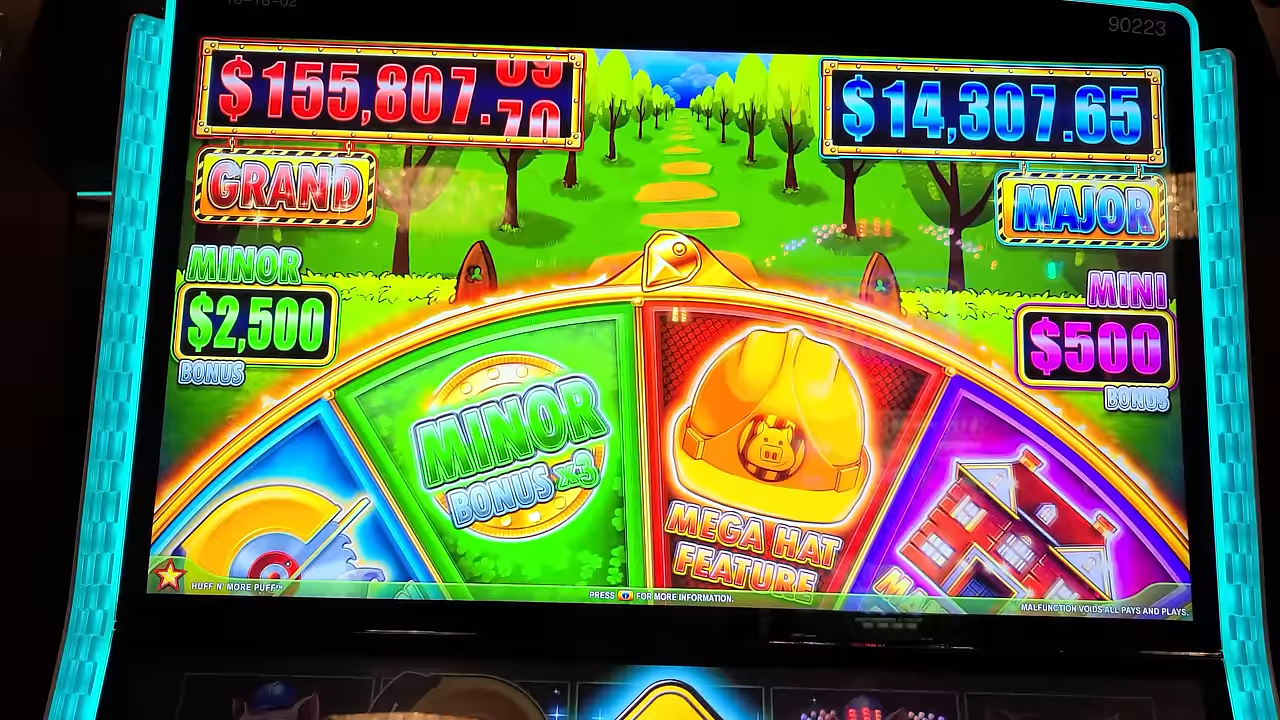 90223
$155,807.
$14,307.65
GRAND
MAJOR
MINOR
$2,500
BONUS
MINI
$500
BONUS
MINOR
BONUS x3
MEGA HAT
FEATURE
HUFF N' MORE PUFF™
PRESS FOR MORE INFORMATION.
MALFUNCTION VOIDS ALL PAYS AND PLAYS.